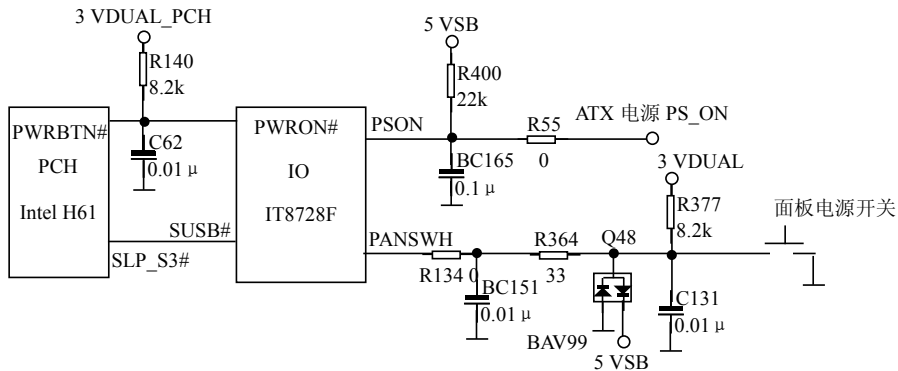 3 VDUAL_PCH
R140
8.2k
PWRBTN#
PCH
Intel H61
C62
0.01 μ
SUSB#
SLP_S3#
PWRON#
IO
IT8728F
5 VSB
R400
22k
PSON
R55
0
ATX 电源 PS_ON
BC165
0.1 μ
3 VDUAL
R377
8.2k
面板电源开关
PANSWH
R134 0
R364
33
Q48
BC151
0.01 μ
BAV99
5 VSB
C131
0.01 μ